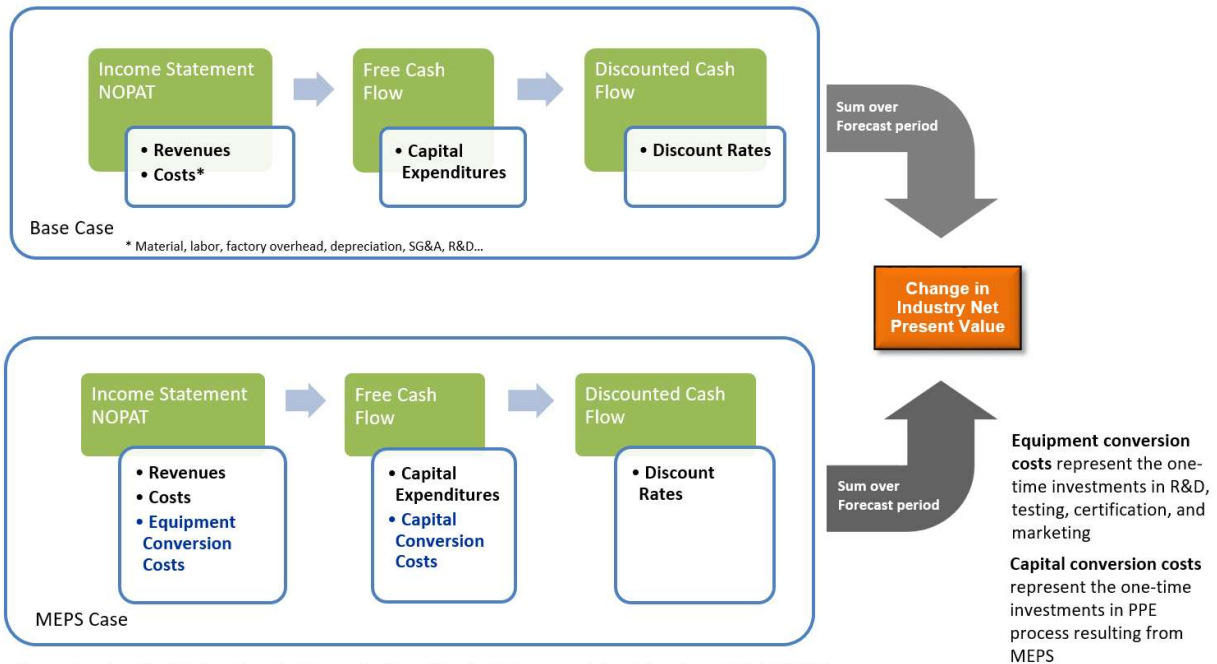 Income Statement
NOPAT
• Revenues
• Costs*
Free Cash
Flow
• Capital
Expenditures
Discounted Cash
Flow
• Discount Rates
Base Case
* Material, labor, factory overhead, depreciation, SG&A, R&D...
Sum over
Forecast period
Change in
Industry Net
Present Value
Income Statement
NOPAT
• Revenues
• Costs
• Equipment
Conversion
Costs
Free Cash
Flow
• Capital
Expenditures
• Capital
Conversion
Costs
Discounted Cash
Flow
• Discount
Rates
MEPS Case
Sum over
Forecast period
Equipment conversion
costs represent the one-
time investments in R&D,
testing, certification, and
marketing
Capital conversion costs
represent the one-time
investments in PPE
process resulting from
MEPS